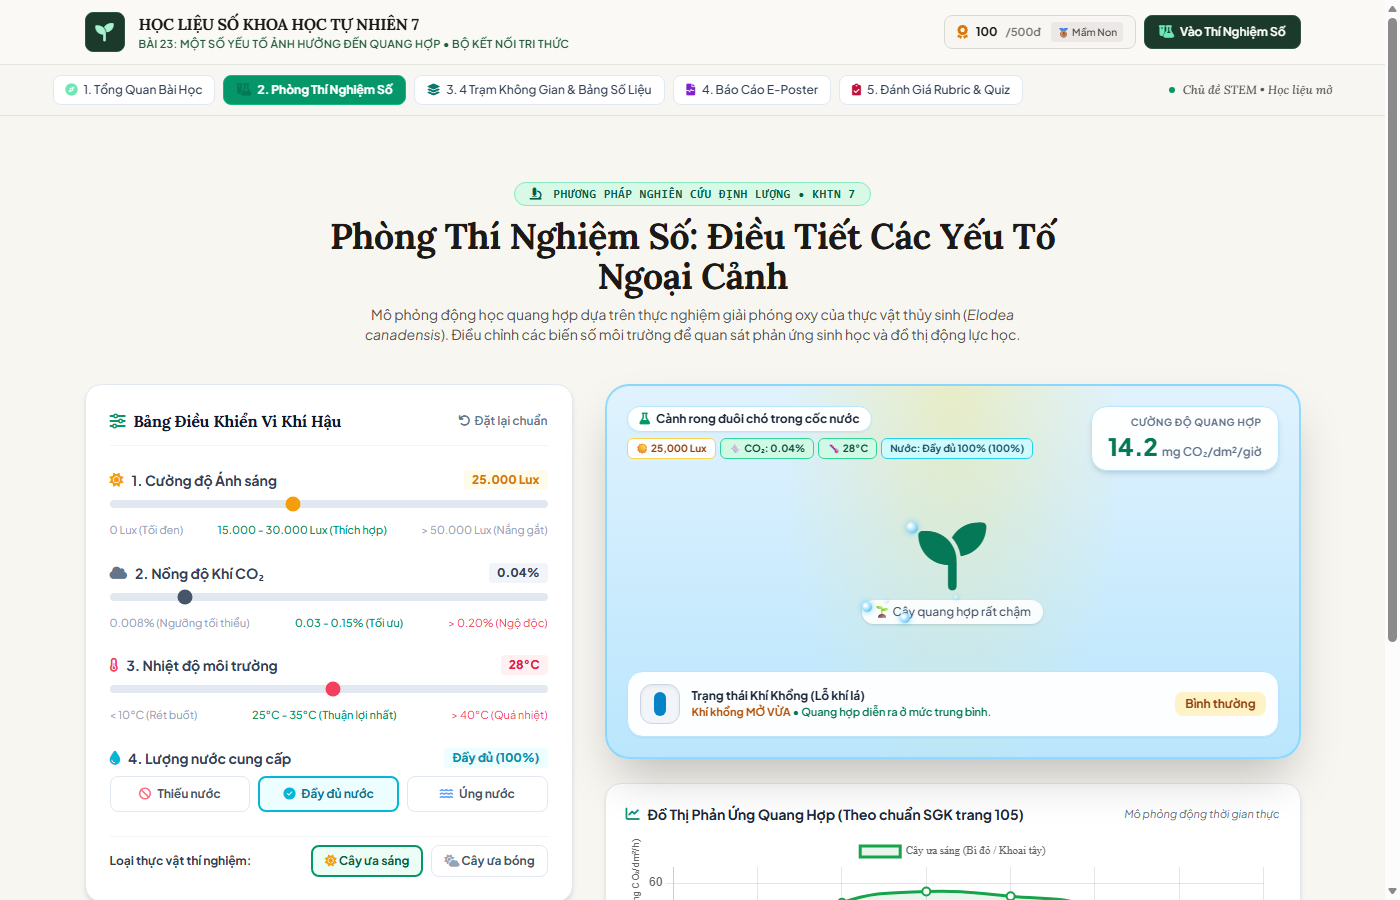 HỌC LIỆU SỐ KHOA HỌC TỰ NHIÊN 7
BÀI 23: MỘT SỐ YẾU TỐ ẢNH HƯỞNG ĐẾN QUANG HỢP • BỘ KẾT NỐI TRI THỨC
100 /500đ Mầm Non
Vào Thí Nghiệm Số
1. Tổng Quan Bài Học
2. Phòng Thí Nghiệm Số
3. 4 Trạm Không Gian & Bảng Số Liệu
4. Báo Cáo E-Poster
5. Đánh Giá Rubric & Quiz
Chủ đề STEM • Học liệu mở
PHƯƠNG PHÁP NGHIÊN CỨU ĐỊNH LƯỢNG • KHTN 7
Phòng Thí Nghiệm Số: Điều Tiết Các Yếu Tố
Ngoại Cảnh
Mô phỏng động học quang hợp dựa trên thực nghiệm giải phóng oxy của thực vật thủy sinh (Elodea
canadensis). Điều chỉnh các biến số môi trường để quan sát phản ứng sinh học và đồ thị động lực học.
Bảng Điều Khiển Vi Khí Hậu
Đặt lại chuẩn
1. Cường độ Ánh sáng
25.000 Lux
0 Lux (Tối đen)
15.000 - 30.000 Lux (Thích hợp)
> 50.000 Lux (Nắng gắt)
2. Nồng độ Khí CO₂
0.04%
0.008% (Ngưỡng tối thiểu)
0.03 - 0.15% (Tối ưu)
> 0.20% (Ngộ độc)
3. Nhiệt độ môi trường
28°C
< 10°C (Rét buốt)
25°C - 35°C (Thuận lợi nhất)
> 40°C (Quá nhiệt)
4. Lượng nước cung cấp
Đầy đủ (100%)
Thiếu nước
Đầy đủ nước
Úng nước
Loại thực vật thí nghiệm:
Cây ưa sáng
Cây ưa bóng
Cành rong đuôi chó trong cốc nước
25,000 Lux
CO₂: 0.04%
28°C
Nước: Đầy đủ 100% (100%)
CƯỜNG ĐỘ QUANG HỢP
14.2 mg CO₂/dm²/giờ
Cây quang hợp rất chậm
Trạng thái Khí Khổng (Lỗ khí lá)
Khí khổng MỞ VỪA • Quang hợp diễn ra ở mức trung bình.
Bình thường
Đồ Thị Phản Ứng Quang Hợp (Theo chuẩn SGK trang 105)
Mô phỏng động thời gian thực
Cây ưa sáng (Bí đỏ / Khoai tây)
60